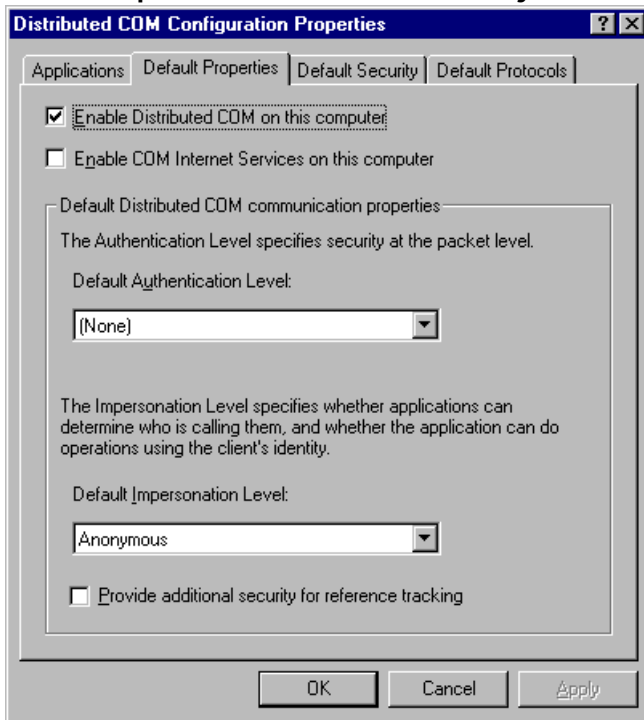 Distributed COM Configuration Properties
Applications Default Properties Default Security Default Protocols
Enable Distributed COM on this computer
Enable COM Internet Services on this computer
Default Distributed COM communication properties
The Authentication Level specifies security at the packet level.
Default Authentication Level:
(None)
The Impersonation Level specifies whether applications can
determine who is calling them, and whether the application can do
operations using the client's identity.
Default Impersonation Level:
Anonymous
Provide additional security for reference tracking
OK Cancel Apply